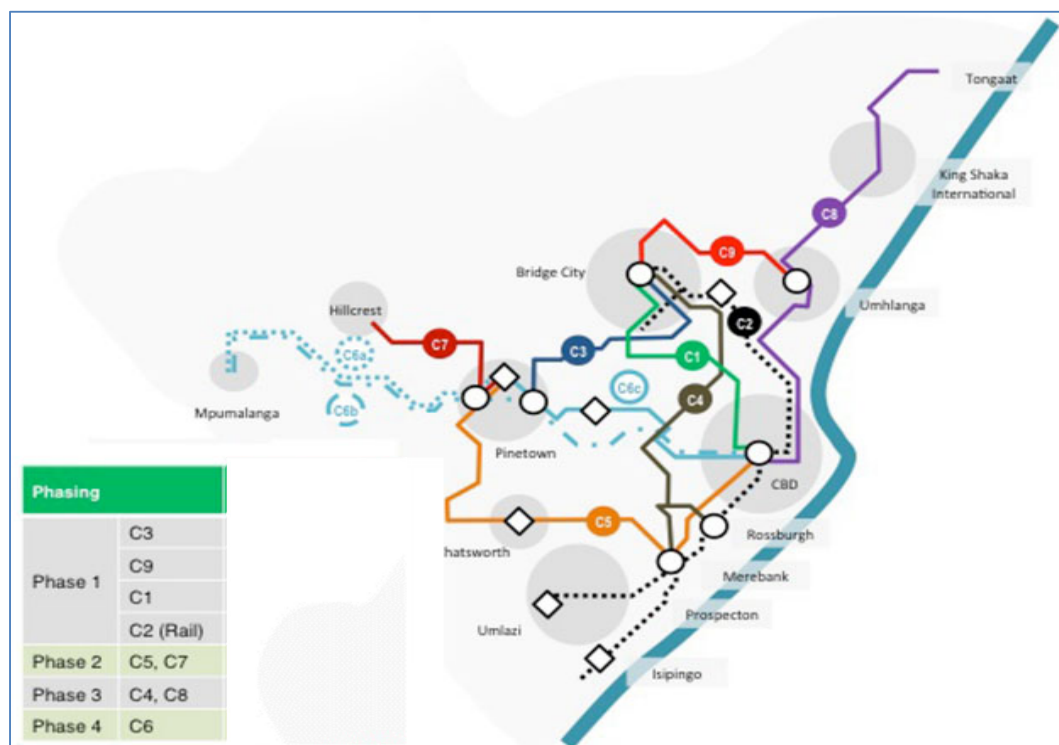 Tongaat
King Shaka
International
C8
C9
Bridge City
Umhlanga
Hillcrest
C2
C7
C6a
C3
C1
C6c
Mpumalanga
C6b
C4
Pinetown
CBD
C5
Rossburgh
hatsworth
Merebank
Prospecton
Umlazi
Isipingo
Phasing
Phase 1
C3
C9
C1
C2 (Rail)
Phase 2 C5, C7
Phase 3 C4, C8
Phase 4 C6